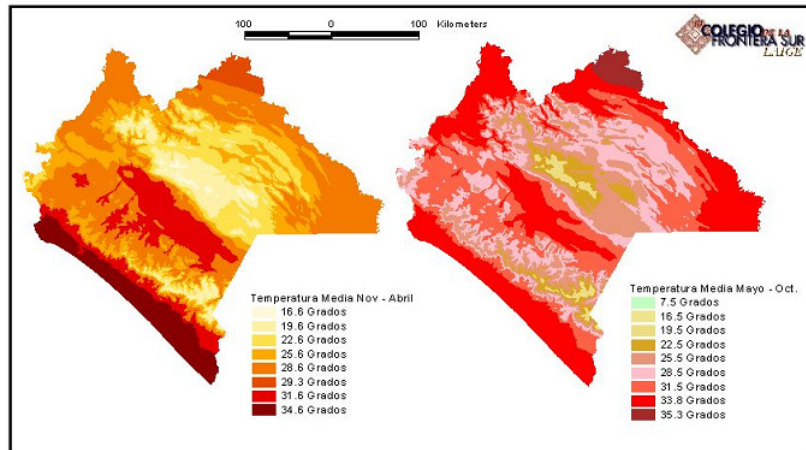 100 0 100 Kilometers
EL COLEGIO DE LA
FRONTERA SUR
LAIGE
Temperatura Media Nov - Abril
16.6 Grados
19.6 Grados
22.6 Grados
25.6 Grados
28.6 Grados
29.3 Grados
31.6 Grados
34.6 Grados
Temperatura Media Mayo - Oct.
7.5 Grados
16.5 Grados
19.5 Grados
22.5 Grados
25.5 Grados
28.5 Grados
31.5 Grados
33.8 Grados
35.3 Grados